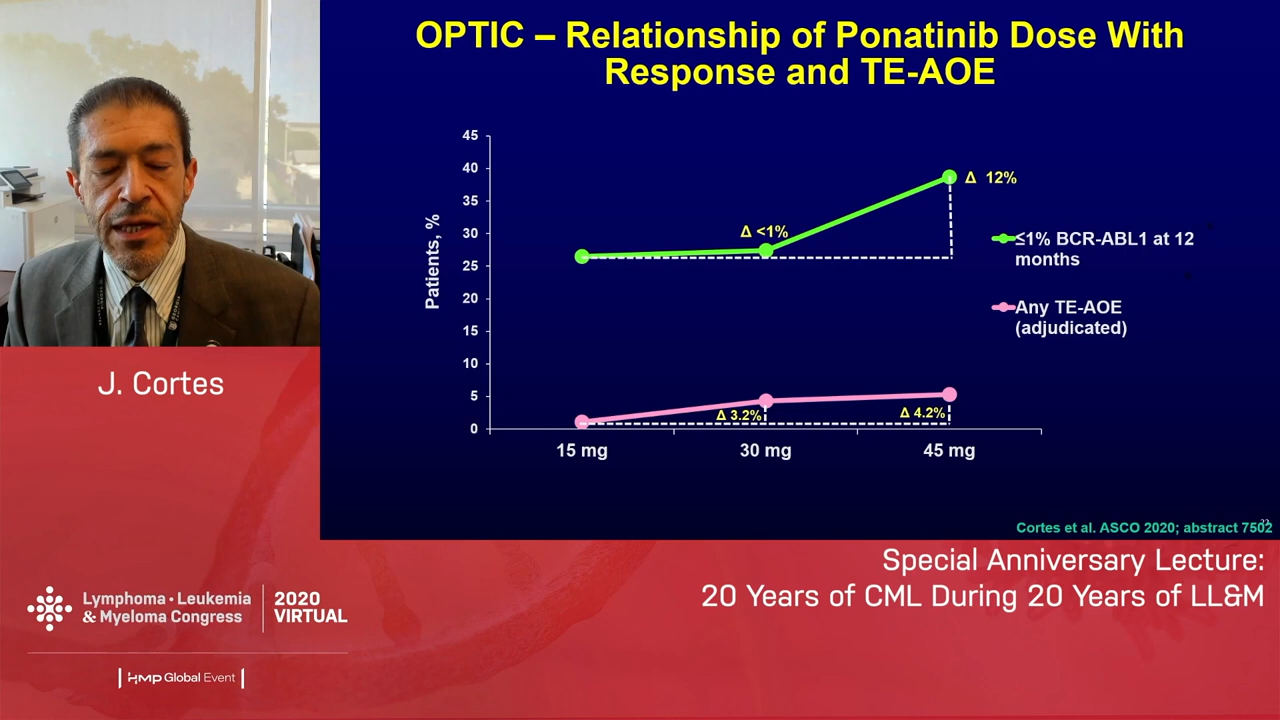 OPTIC – Relationship of Ponatinib Dose With
Response and TE-AOE
45
40
35
30
25
20
15
10
5
0
Patients, %
Δ 12%
Δ <1%
Δ 3.2%
Δ 4.2%
15 mg
30 mg
45 mg
≤1% BCR-ABL1 at 12
months
Any TE-AOE
(adjudicated)
Cortes et al. ASCO 2020; abstract 7502
J. Cortes
Special Anniversary Lecture:
20 Years of CML During 20 Years of LL&M
Lymphoma • Leukemia
& Myeloma Congress
2020
VIRTUAL
HMP Global Event